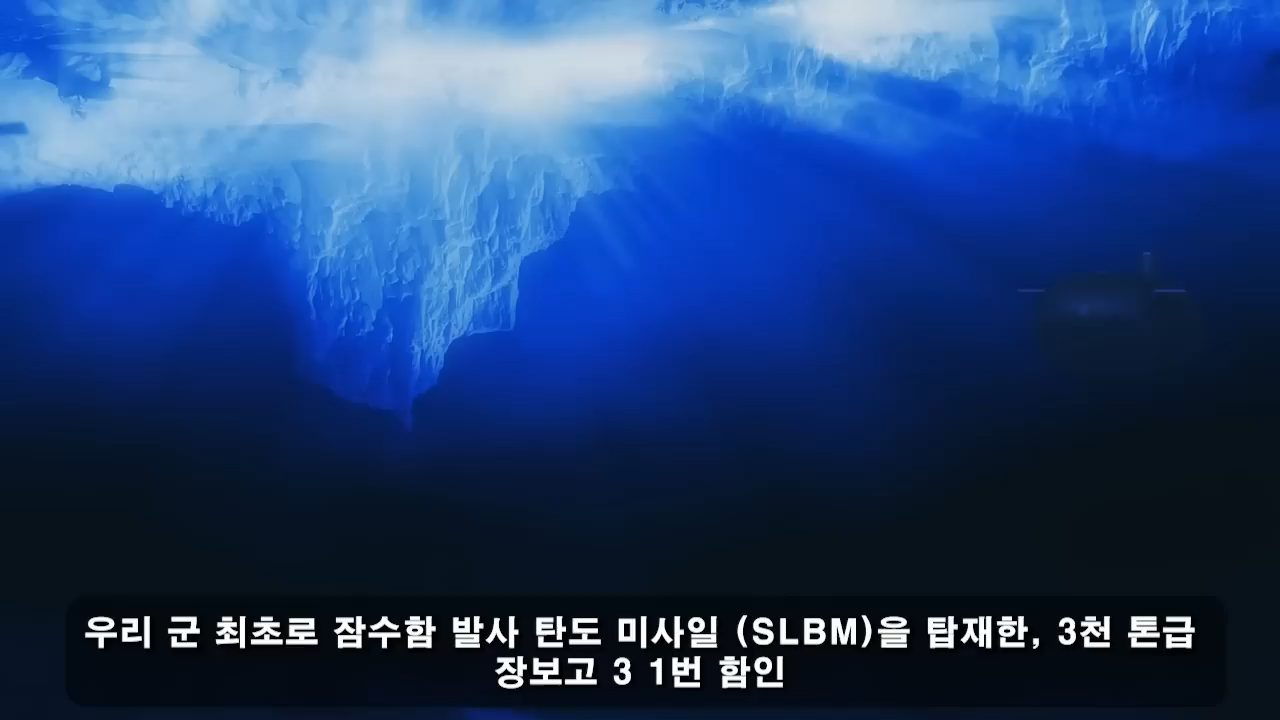 우리 군 최초로 잠수함 발사 탄도 미사일 (SLBM)을 탑재한, 3천 톤급
장보고 3 1번 함인